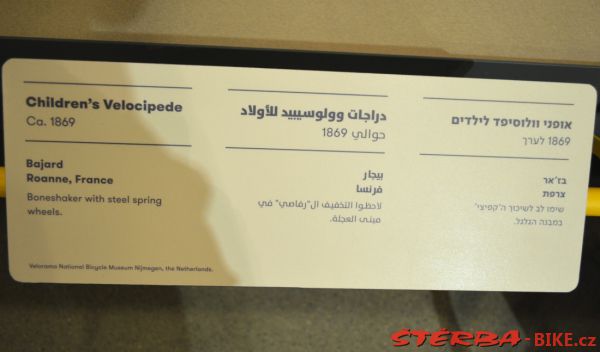 Children's Velocipede
Ca. 1869
Bajard
Roanne, France
Boneshaker with steel spring
wheels.
دراجات وولوسيبيد للأولاد
حوالي 1869
بيجار
فرنسا
لاحظوا التخفيف ال"رفاصي" في
مبنى العجلة.
אופני וולוסיפד לילדים
1869 לערך
בז'אר
צרפת
שימו לב לשיכוך ה"קפיצי"
במבנה הגלגל.
Velorama National Bicycle Museum Nijmegen, the Netherlands.
ŠTĚRBA-BIKE.cz